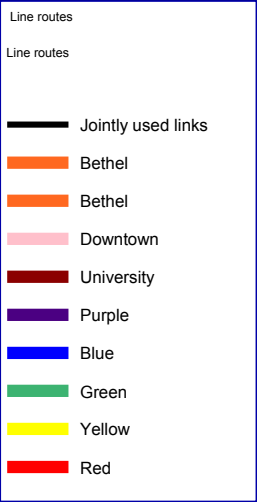 Line routes
Line routes
Jointly used links
Bethel
Bethel
Downtown
University
Purple
Blue
Green
Yellow
Red